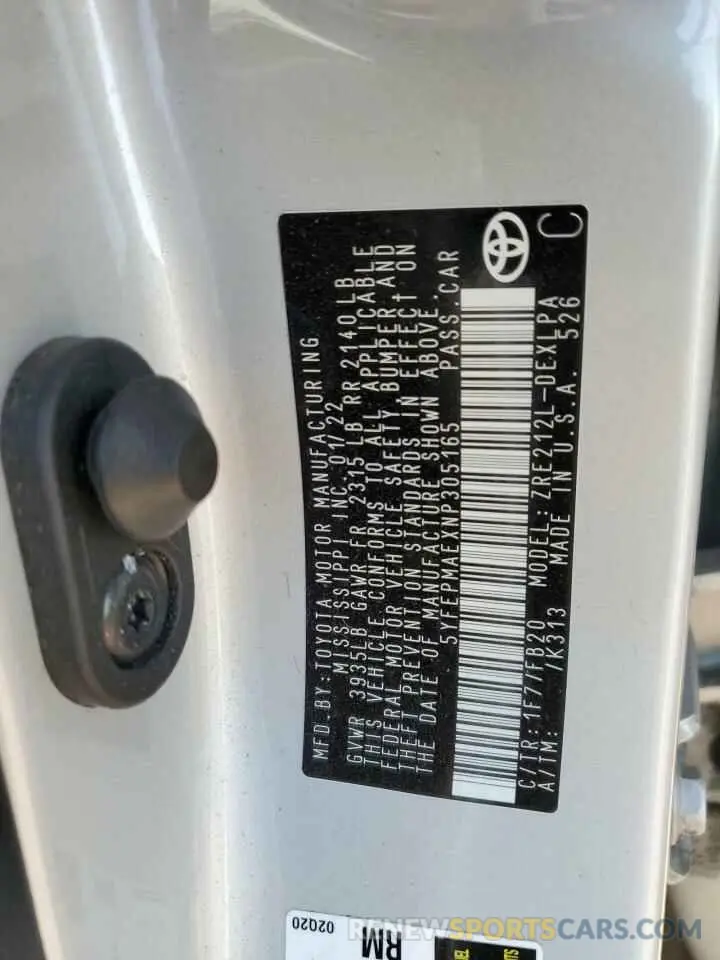 MFD.BY:TOYOTA MOTOR MANUFACTURING
MISSISSIPPI INC. 01/22
GVWR 3935LB GAWR FR 2315 LB RR 2140LB
THIS VEHICLE CONFORMS TO ALL APPLICABLE
FEDERAL MOTOR VEHICLE SAFETY, BUMPER AND
THEFT PREVENTION STANDARDS IN EFFECT ON
THE DATE OF MANUFACTURE SHOWN ABOVE.
5YFEPMAEXNP305165 PASS.CAR
C/TR: 1F7/FB20 MODEL: ZRE212L-DEXLPA
A/TM: -/K313 MADE IN U.S.A. 526
C
02Q20
RM
RENEWSPORTSCARS.COM